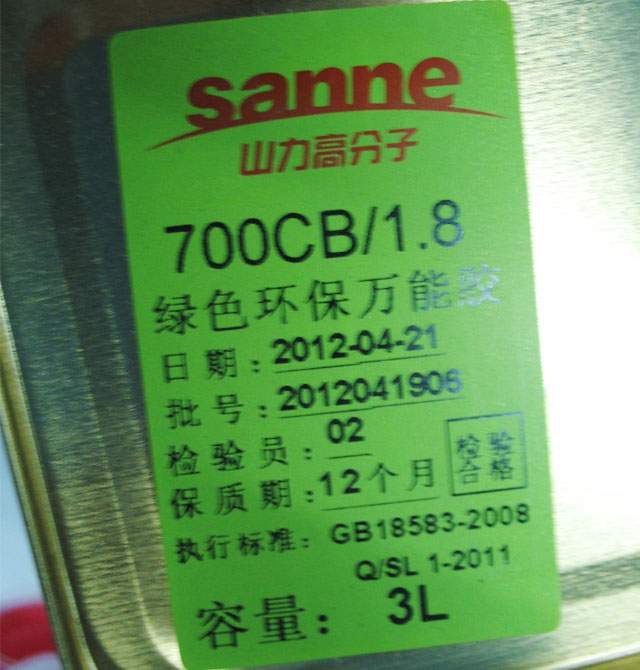 sanne
山力高分子
700CB/1.8
绿色环保万能胶
日期：2012-04-21
批号：2012041906
检验员：02
保质期：12个月
检验
合格
执行标准：GB18583-2008
Q/SL 1-2011
容量：3L